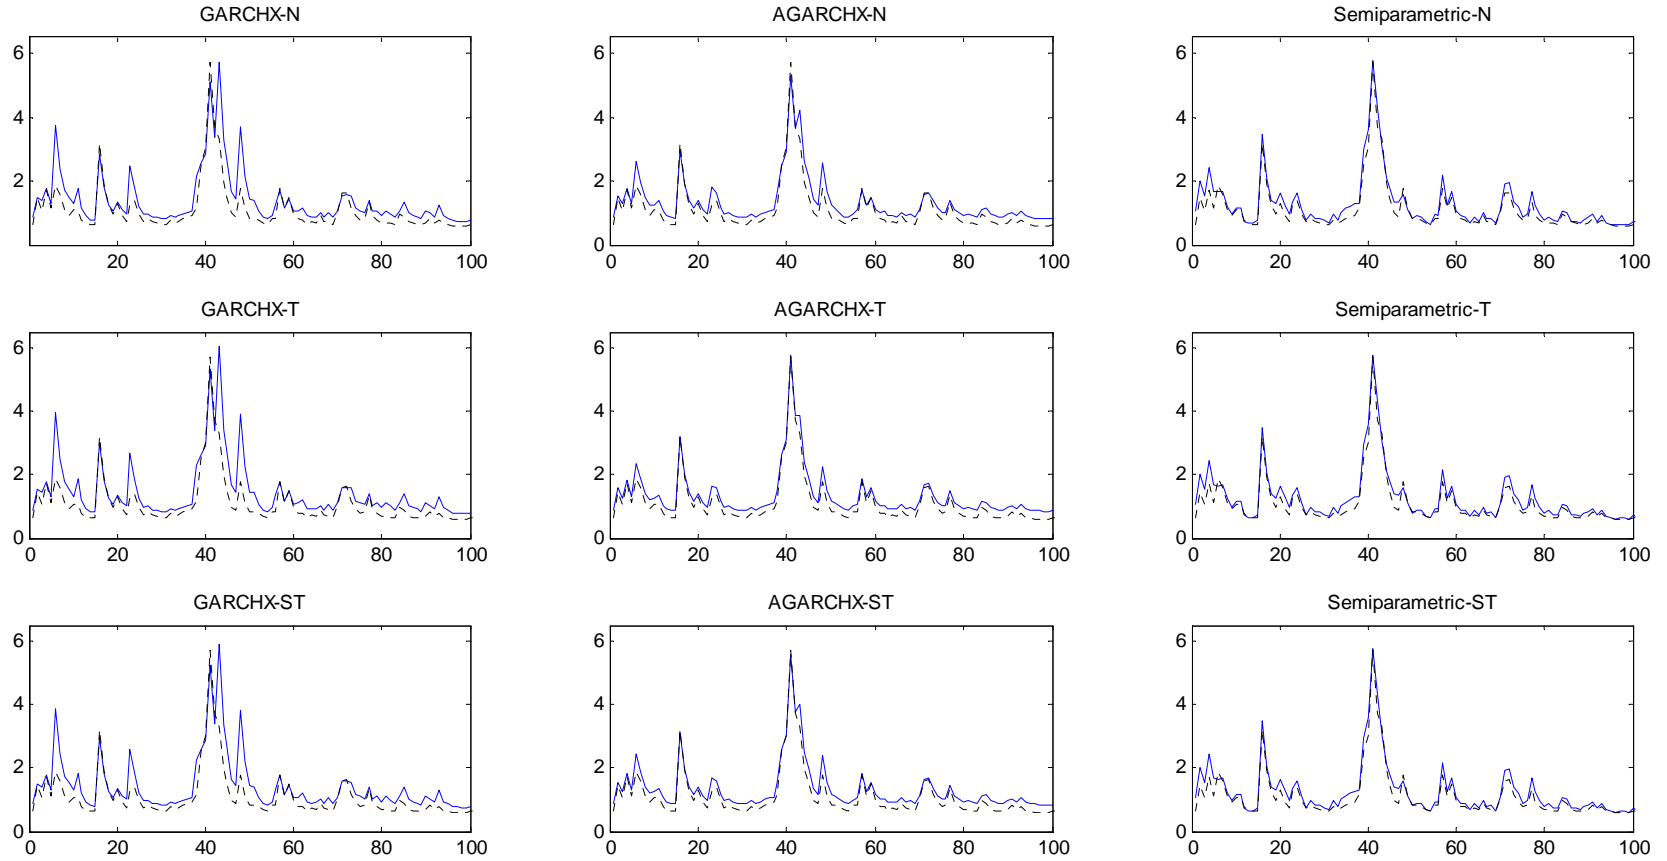 GARCHX-N AGARCHX-N Semiparametric-N
6 6 6
4 4 4
2 2 2
0 0
20 40 60 80 100 0 20 40 60 80 100 0 20 40 60 80 100
GARCHX-T AGARCHX-T Semiparametric-T
6 6 6
4 4 4
2 2 2
0 0 0
0 20 40 60 80 100 0 20 40 60 80 100 0 20 40 60 80 100
GARCHX-ST AGARCHX-ST Semiparametric-ST
6 6 6
4 4 4
2 2 2
0 0 0
0 20 40 60 80 100 0 20 40 60 80 100 0 20 40 60 80 100